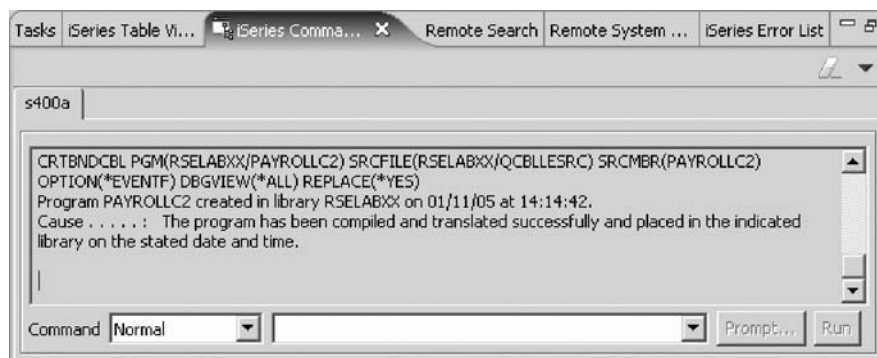 Tasks iSeries Table Vi... iSeries Comma... Remote Search Remote System ... iSeries Error List
s400a
CRTBNDCBL PGM(RSELABXX/PAYROLLC2) SRCFILE(RSELABXX/QCBLLESRC) SRCMBR(PAYROLLC2)
OPTION(*EVENTF) DBGVIEW(*ALL) REPLACE(*YES)
Program PAYROLLC2 created in library RSELABXX on 01/11/05 at 14:14:42.
Cause . . . . . : The program has been compiled and translated successfully and placed in the indicated
library on the stated date and time.
Command Normal Prompt... Run